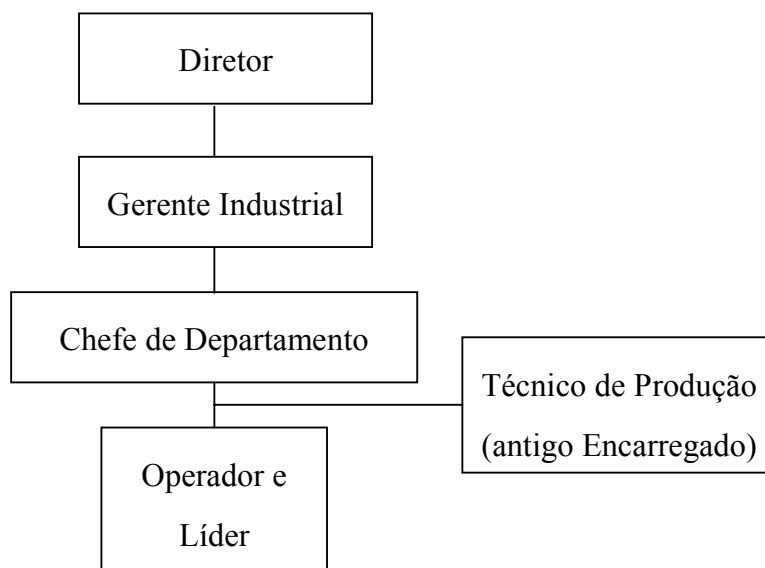 Diretor
Gerente Industrial
Chefe de Departamento
Técnico de Produção
(antigo Encarregado)
Operador e
Líder